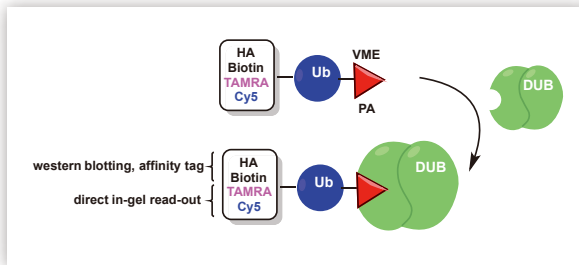 HA
Biotin
TAMRA
Cy5
Ub
VME
PA
DUB
western blotting, affinity tag
direct in-gel read-out
HA
Biotin
TAMRA
Cy5
Ub
DUB